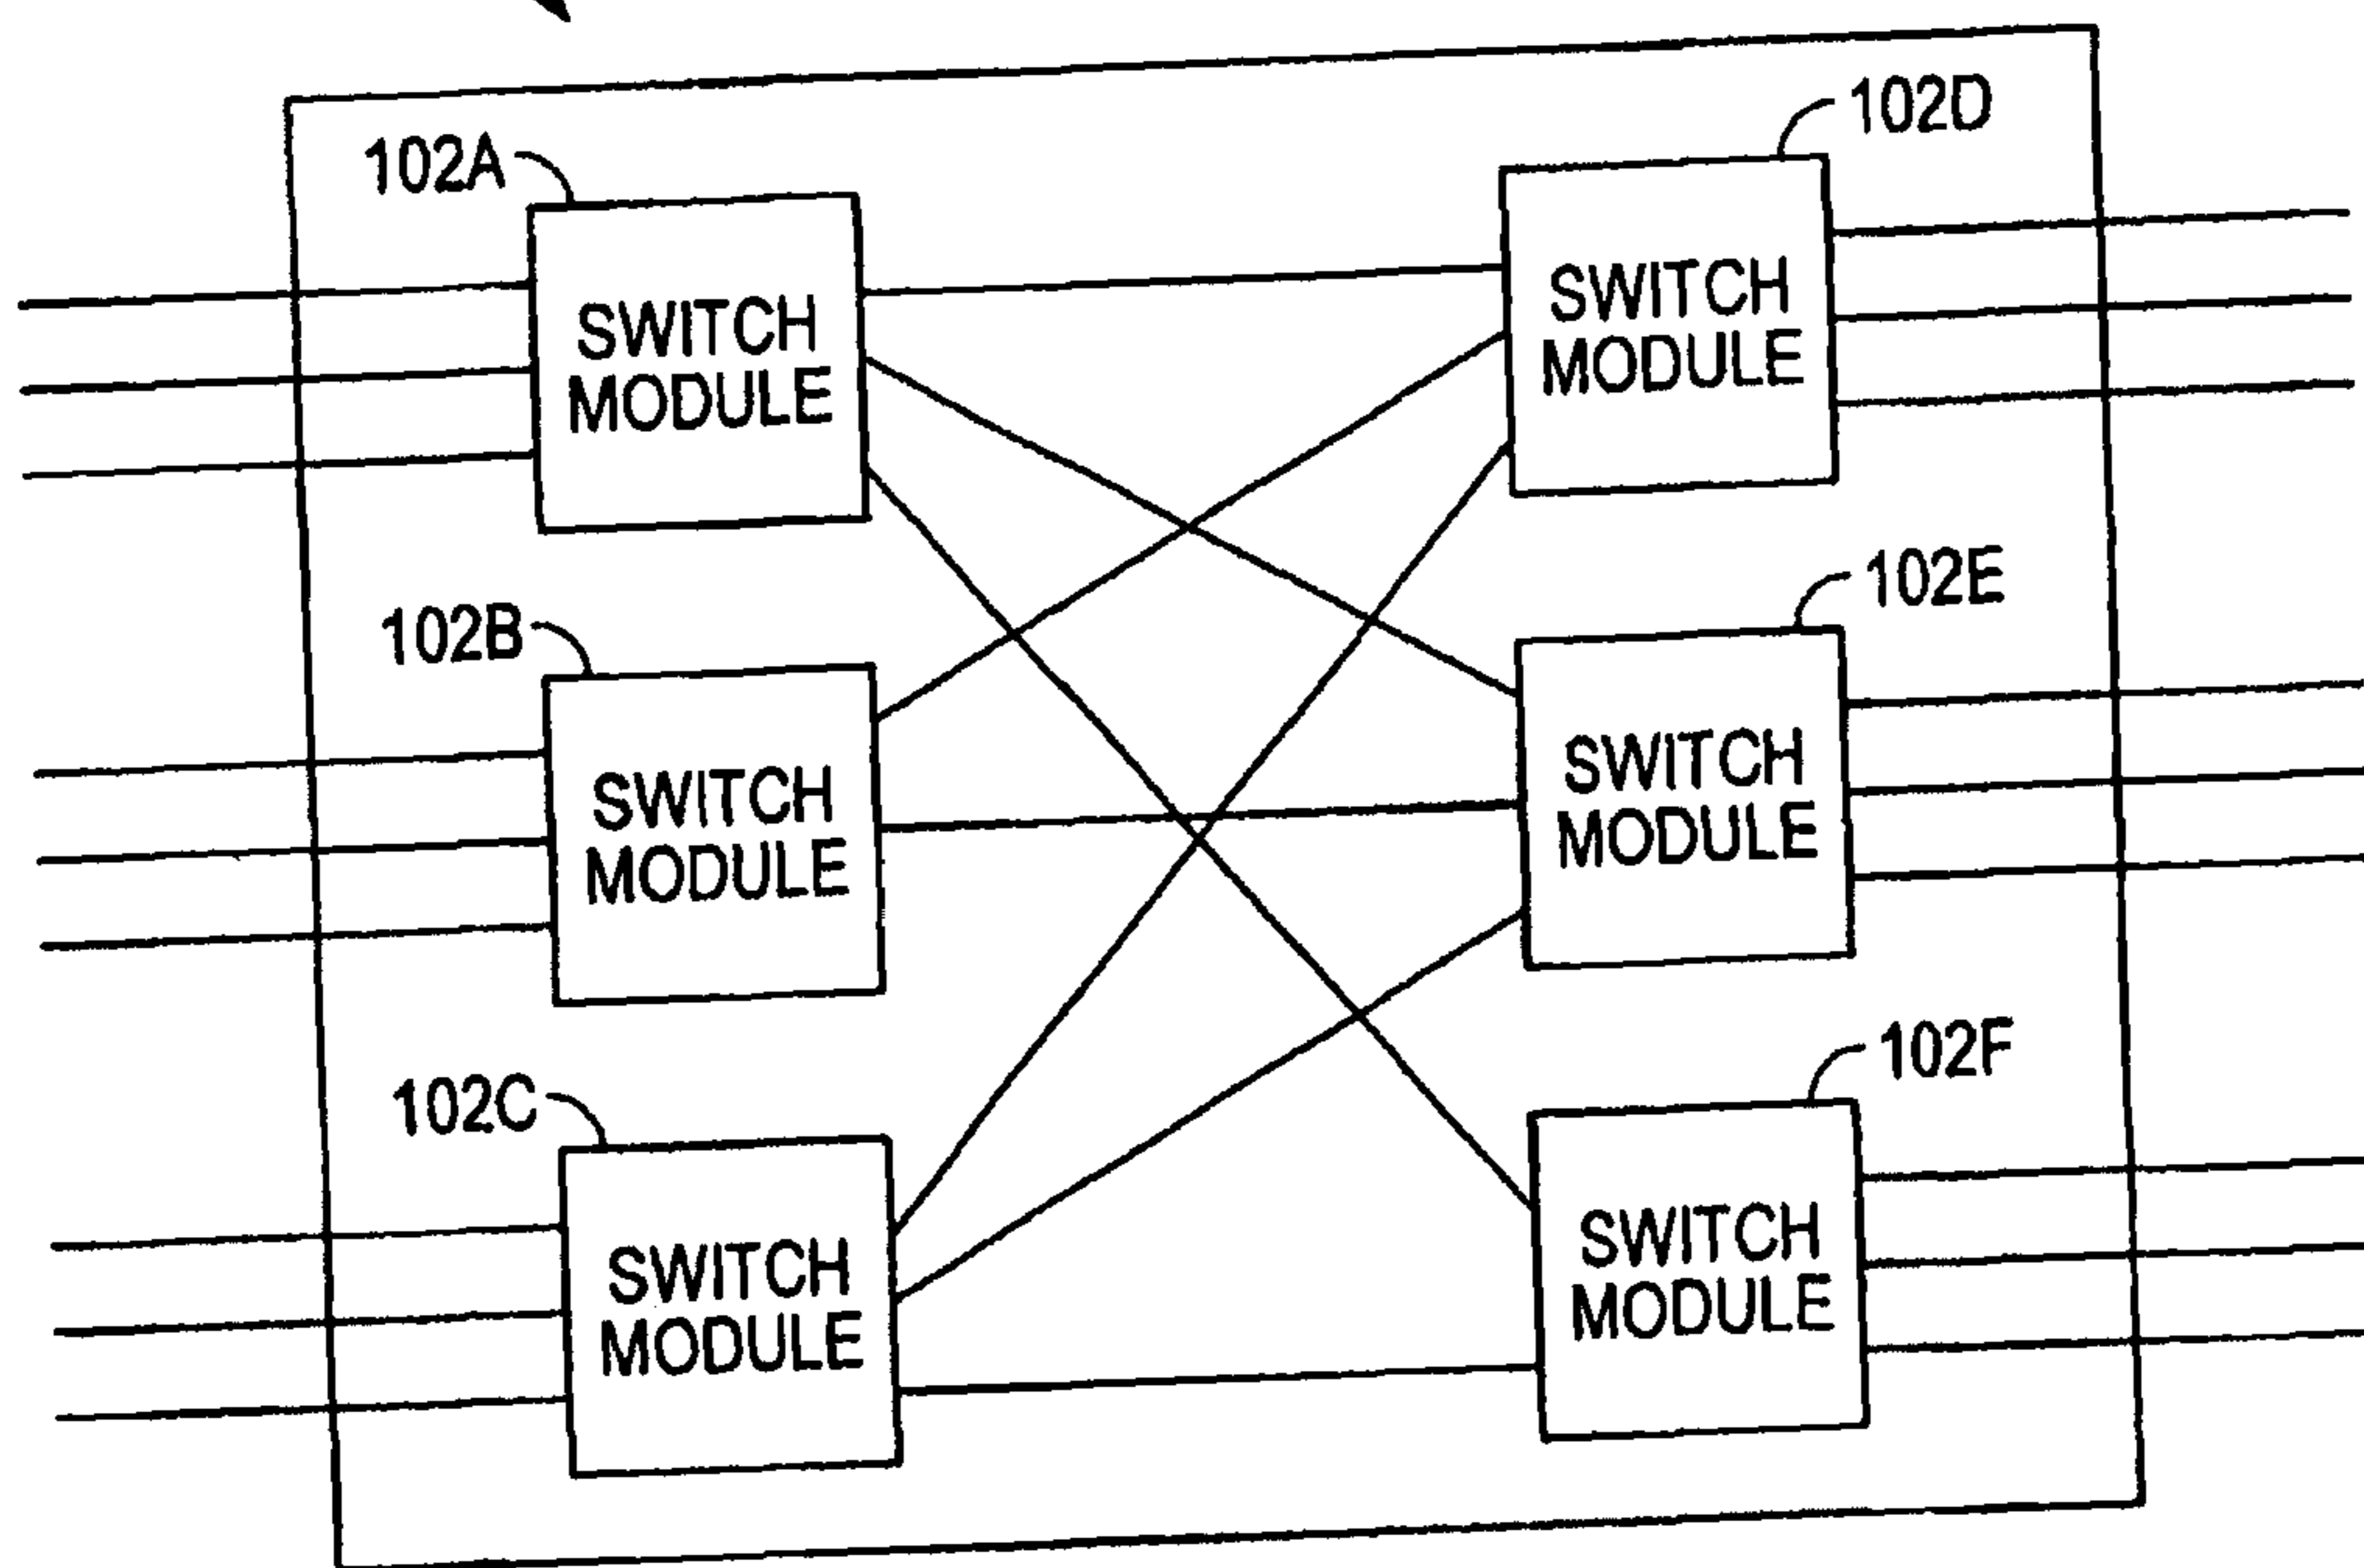 102A
SWITCH
MODULE
102D
SWITCH
MODULE
102B
SWITCH
MODULE
102E
SWITCH
MODULE
102C
SWITCH
MODULE
102F
SWITCH
MODULE